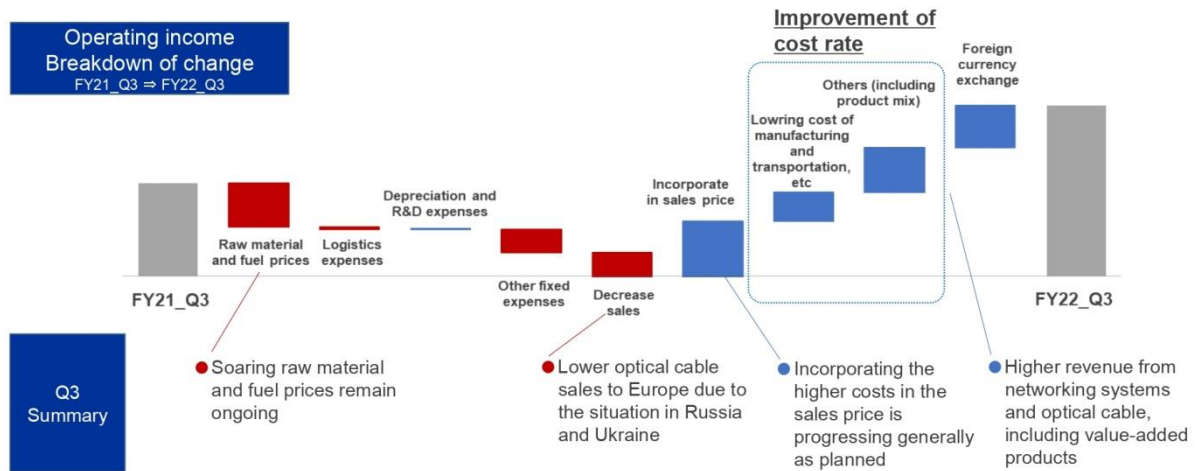 Operating income
Breakdown of change
FY21_Q3 ⇒ FY22_Q3
Improvement of
cost rate
Foreign
currency
exchange
Others (including
product mix)
Lowring cost of
manufacturing
and
transportation,
etc
Incorporate
in sales price
Depreciation and
R&D expenses
Raw material
and fuel prices
Logistics
expenses
Other fixed
expenses
Decrease
sales
FY21_Q3
FY22_Q3
Q3
Summary
Soaring raw material
and fuel prices remain
ongoing
Lower optical cable
sales to Europe due to
the situation in Russia
and Ukraine
Incorporating the
higher costs in the
sales price is
progressing generally
as planned
Higher revenue from
networking systems
and optical cable,
including value-added
products